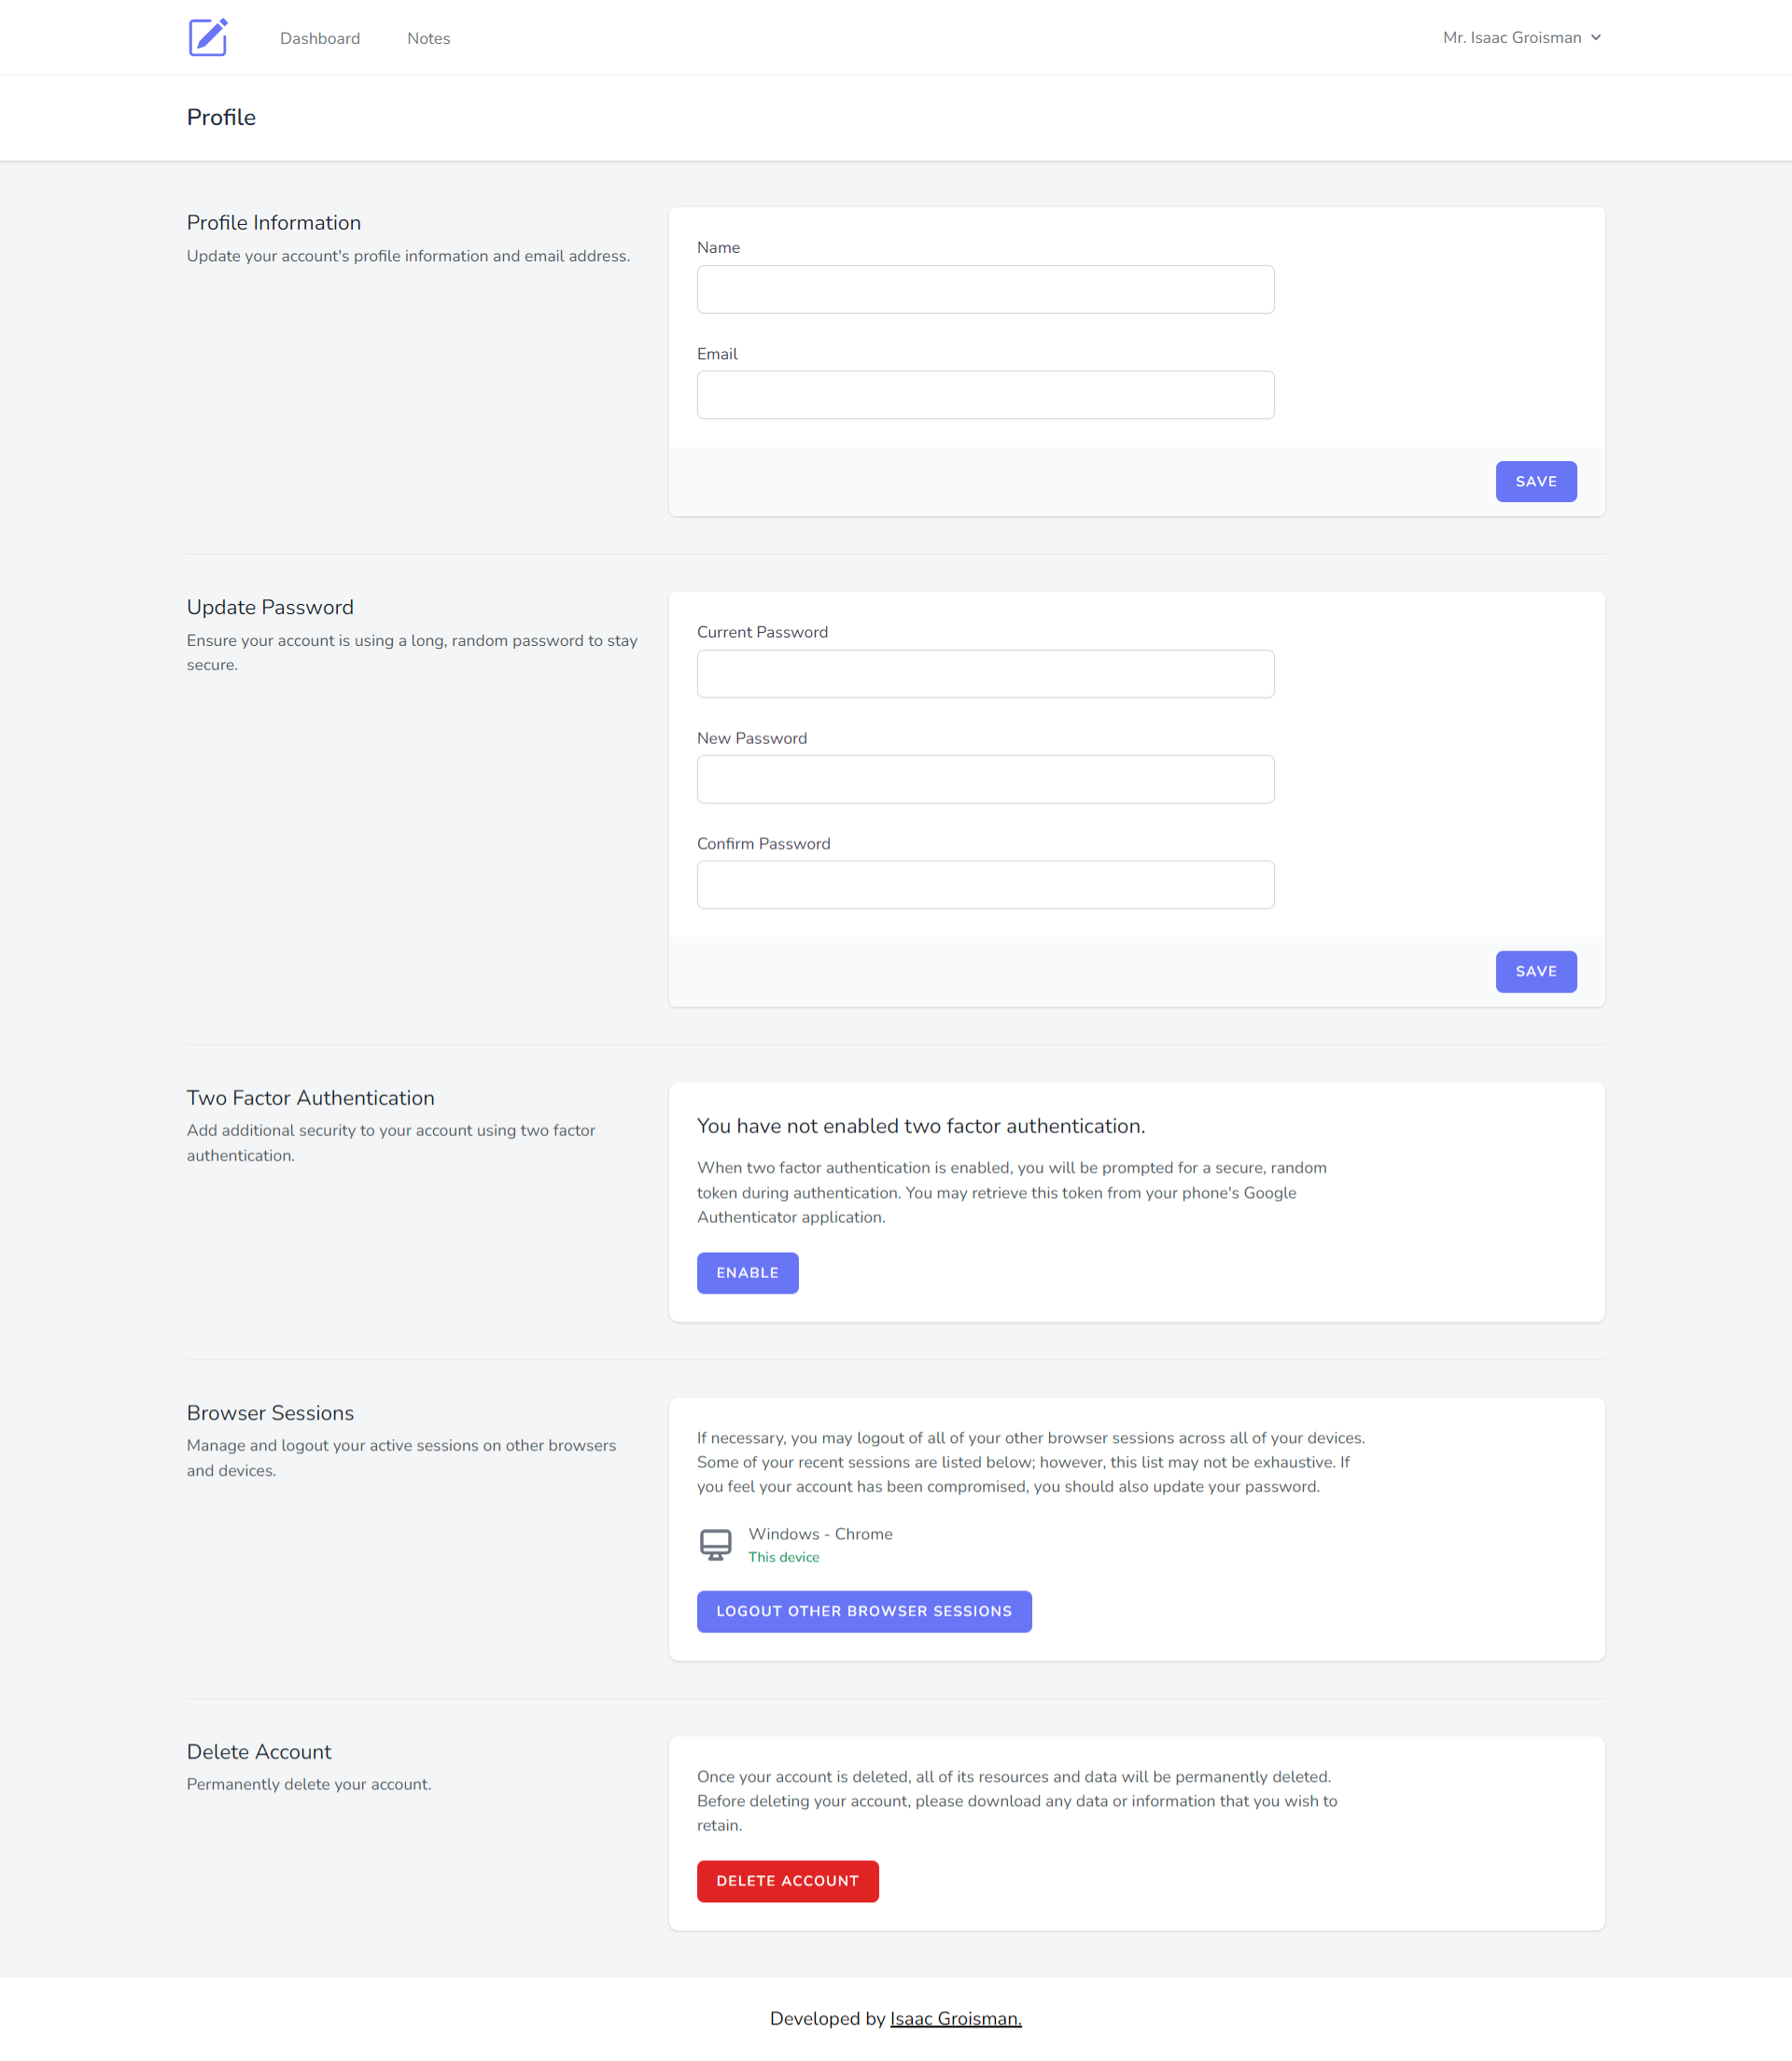 Dashboard
Notes
Mr. Isaac Groisman
Profile
Profile Information
Update your account's profile information and email address.
Name
Email
SAVE
Update Password
Ensure your account is using a long, random password to stay
secure.
Current Password
New Password
Confirm Password
SAVE
Two Factor Authentication
Add additional security to your account using two factor
authentication.
You have not enabled two factor authentication.
When two factor authentication is enabled, you will be prompted for a secure, random
token during authentication. You may retrieve this token from your phone's Google
Authenticator application.
ENABLE
Browser Sessions
Manage and logout your active sessions on other browsers
and devices.
If necessary, you may logout of all of your other browser sessions across all of your devices.
Some of your recent sessions are listed below; however, this list may not be exhaustive. If
you feel your account has been compromised, you should also update your password.
Windows - Chrome
This device
LOGOUT OTHER BROWSER SESSIONS
Delete Account
Permanently delete your account.
Once your account is deleted, all of its resources and data will be permanently deleted.
Before deleting your account, please download any data or information that you wish to
retain.
DELETE ACCOUNT
Developed by Isaac Groisman.